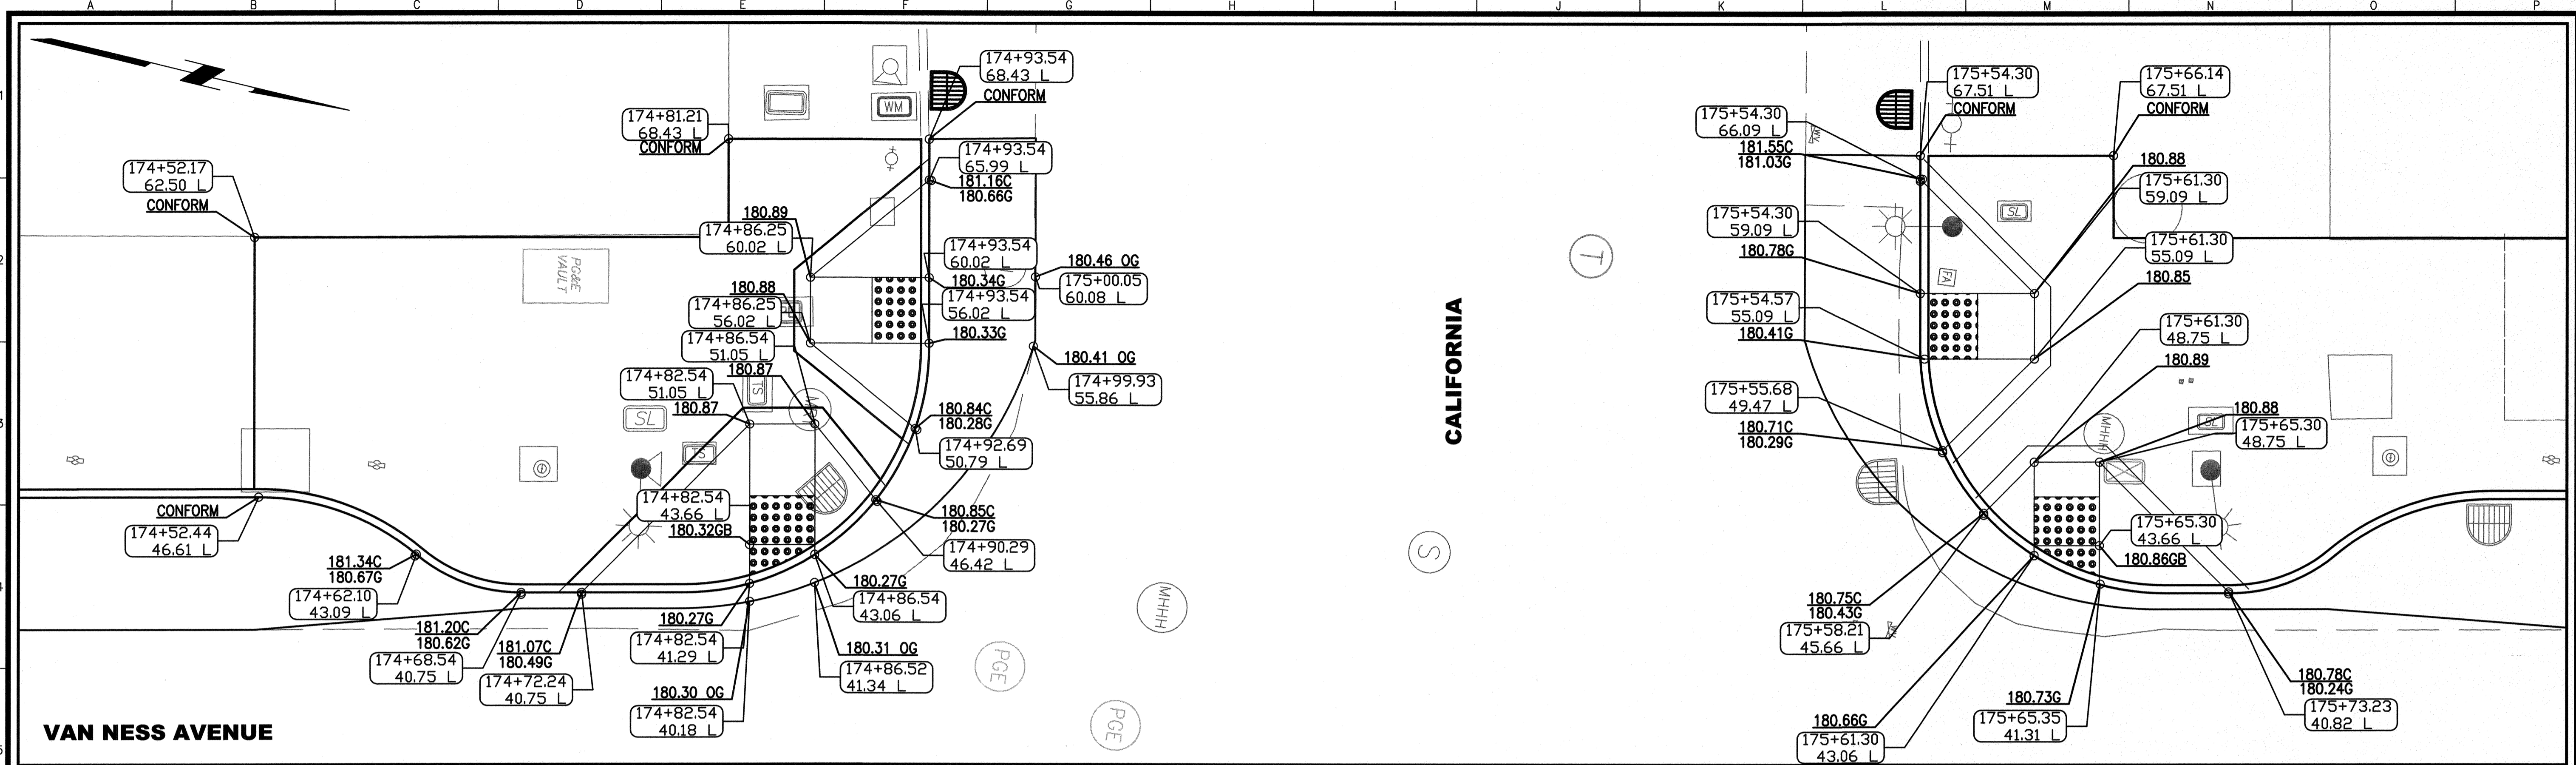 A B C D E F G H I J K L M N O P
1
2
3
4
5
174+52.17
62.50 L
CONFORM
174+81.21
68.43 L
CONFORM
WM
174+93.54
68.43 L
CONFORM
174+93.54
65.99 L
181.16C
180.66G
180.89
174+86.25
60.02 L
174+93.54
60.02 L
180.34G
180.46 OG
175+00.05
60.08 L
PG&E
VAULT
180.88
174+86.25
56.02 L
174+93.54
56.02 L
180.33G
174+86.54
51.05 L
180.87
180.41 OG
174+99.93
55.86 L
174+82.54
51.05 L
180.87
TS
SL
TS
180.84C
180.28G
174+92.69
50.79 L
174+82.54
43.66 L
180.32GB
180.85C
180.27G
174+90.29
46.42 L
CONFORM
174+52.44
46.61 L
181.34C
180.67G
174+62.10
43.09 L
181.20C
180.62G
174+68.54
40.75 L
181.07C
180.49G
174+72.24
40.75 L
180.27G
174+82.54
41.29 L
180.30 OG
174+82.54
40.18 L
180.27G
174+86.54
43.06 L
180.31 OG
174+86.52
41.34 L
MHHH
PGE
PGE
VAN NESS AVENUE
CALIFORNIA
T
S
175+54.30
67.51 L
CONFORM
175+66.14
67.51 L
CONFORM
175+54.30
66.09 L
181.55C
181.03G
WV
180.88
175+61.30
59.09 L
SL
175+54.30
59.09 L
180.78G
FA
175+61.30
55.09 L
180.85
175+54.57
55.09 L
180.41G
175+61.30
48.75 L
180.89
175+55.68
49.47 L
180.71C
180.29G
180.88
175+65.30
48.75 L
SL
MHHH
175+65.30
43.66 L
180.86GB
180.75C
180.43G
175+58.21
45.66 L
WV
180.66G
175+61.30
43.06 L
180.73G
175+65.35
41.31 L
180.78C
180.24G
175+73.23
40.82 L